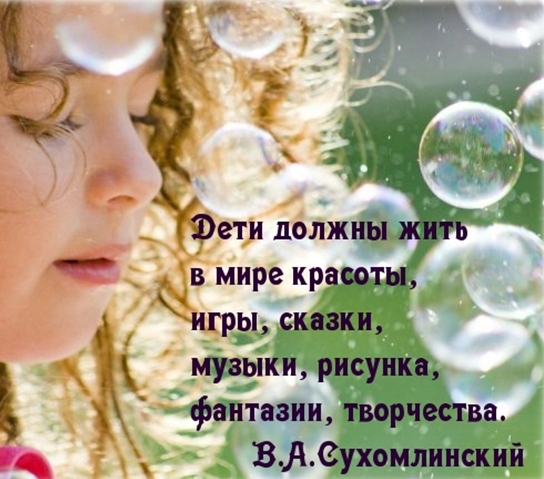 Дети должны жить
в мире красоты,
игры, сказки,
музыки, рисунка,
фантазии, творчества.
В.А.Сухомлинский